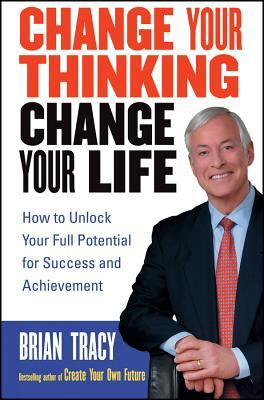 CHANGE YOUR
THINKING
CHANGE
YOUR LIFE
How to Unlock
Your Full Potential
for Success and
Achievement
BRIAN TRACY
Bestselling author of Create Your Own Future